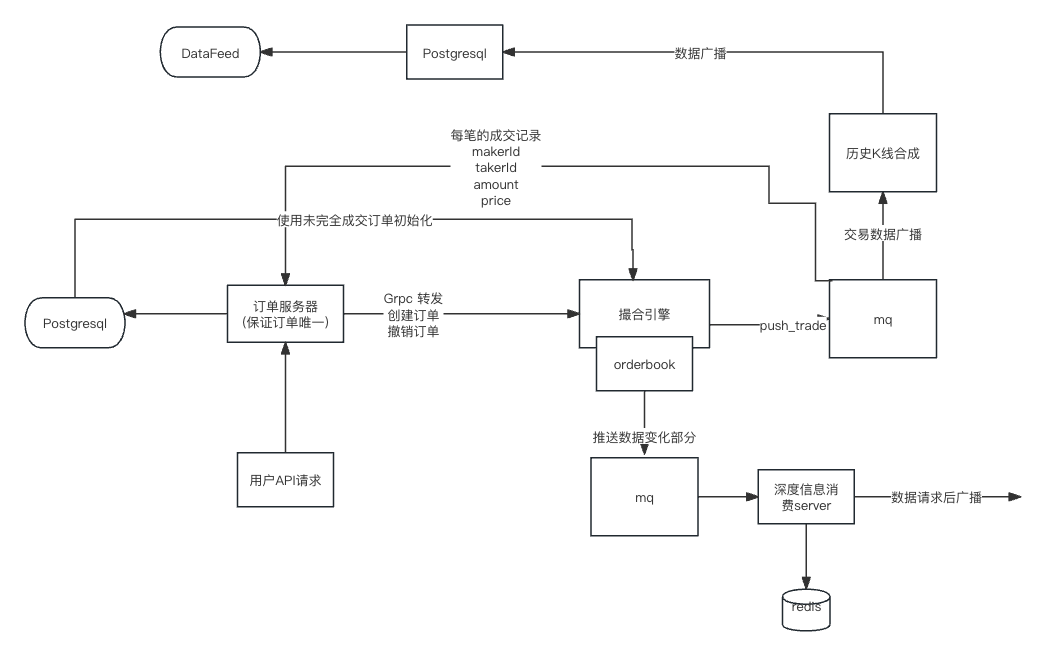 DataFeed
Postgresql
数据广播
历史K线合成
每笔的成交记录
makerId
takerId
amount
price
使用未完全成交订单初始化
交易数据广播
Postgresql
订单服务器
(保证订单唯一)
Grpc 转发
创建订单
撤销订单
撮合引擎
push_trade
mq
orderbook
推送数据变化部分
用户API请求
mq
深度信息消
费server
数据请求后广播
redis